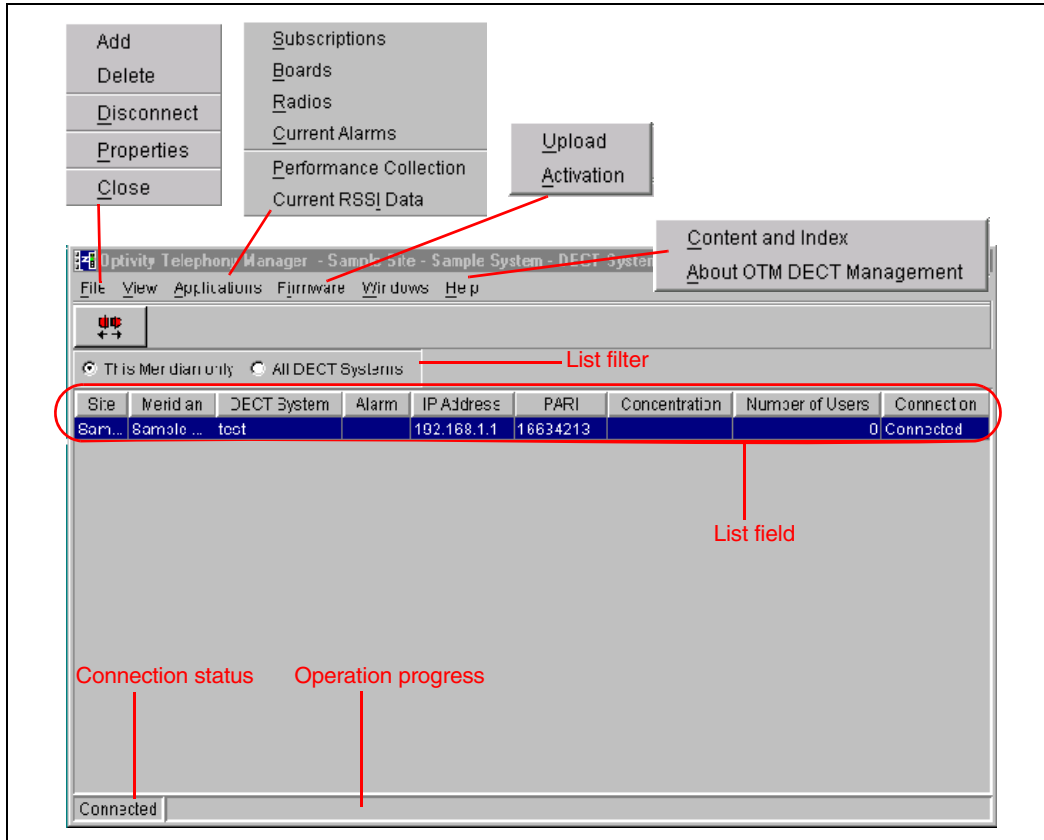 Add
Delete
Disconnect
Properties
Close
Subscriptions
Boards
Radios
Current Alarms
Performance Collection
Current RSSI Data
Upload
Activation
Content and Index
About OTM DECT Management
Optivity Telephony Manager - Sample Site - Sample System - DECT System
File View Applications Firmware Windows Help
List filter
This Meridian only All DECT Systems
Site Meridian DECT System Alarm IP Address PARI Concentration Number of Users Connection
Sam... Sample ... test 192.168.1.1 16634213 0 Connected
List field
Connection status Operation progress
Connected